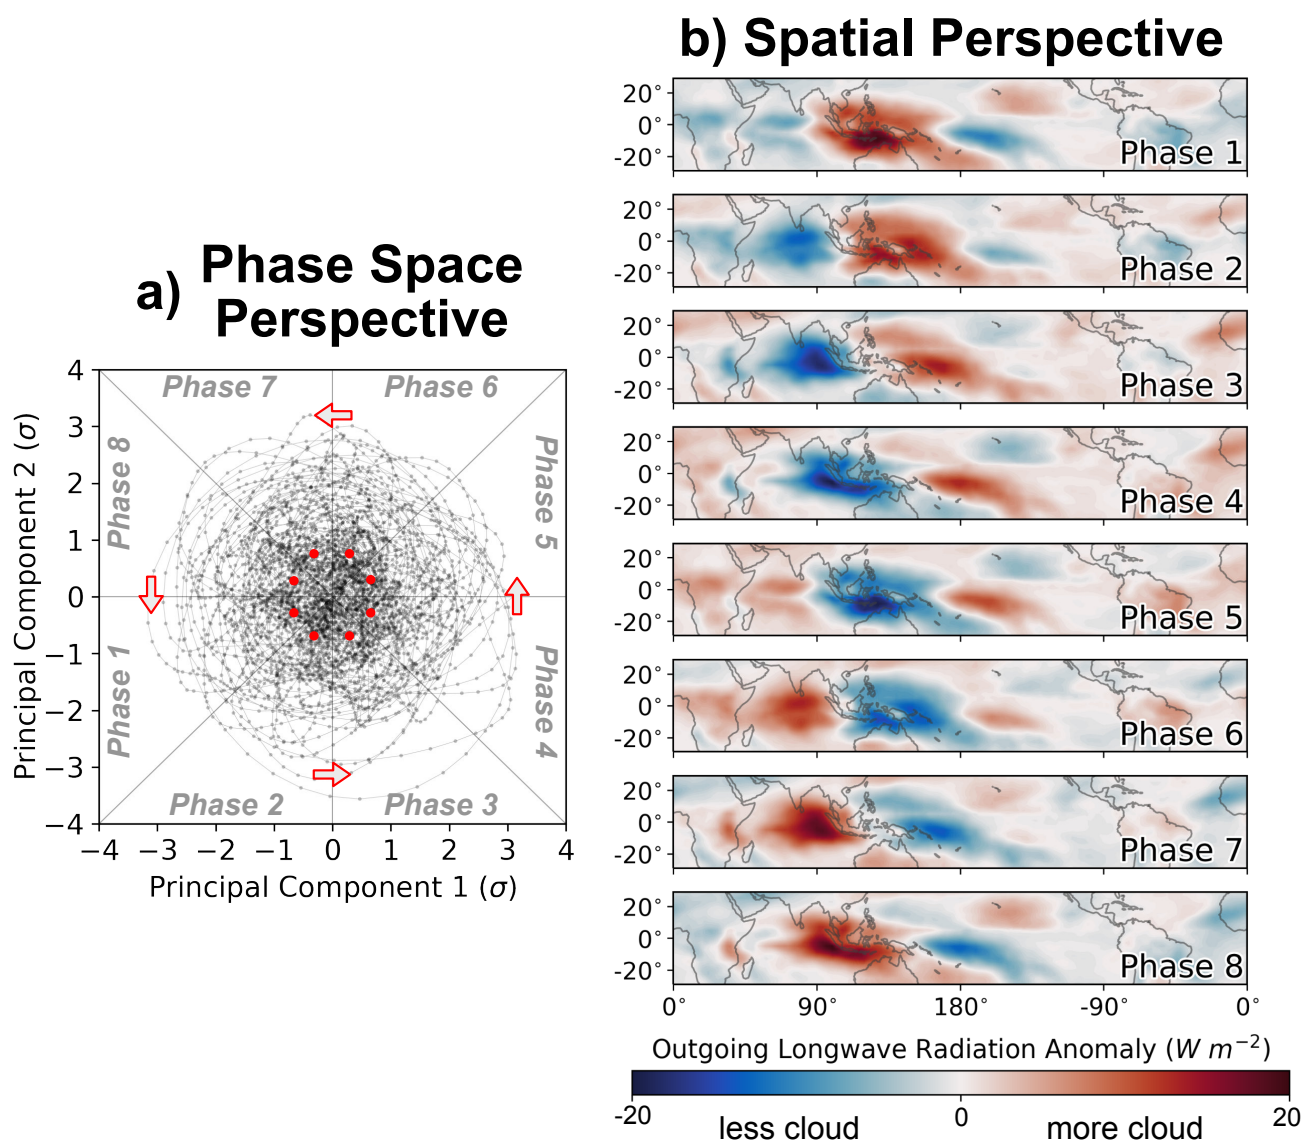 b) Spatial Perspective
20°
0°
-20°
Phase 1
20°
0°
-20°
Phase 2
20°
0°
-20°
Phase 3
20°
0°
-20°
Phase 4
20°
0°
-20°
Phase 5
20°
0°
-20°
Phase 6
20°
0°
-20°
Phase 7
20°
0°
-20°
Phase 8
0°
90°
180°
-90°
0°
Outgoing Longwave Radiation Anomaly (W m−2)
-20
0
20
less cloud
more cloud
a) Phase Space
Perspective
Phase 7
Phase 6
Phase 8
Phase 5
Phase 1
Phase 4
Phase 2
Phase 3
4
3
2
1
0
−1
−2
−3
−4
Principal Component 2 (σ)
−4
−3
−2
−1
0
1
2
3
4
Principal Component 1 (σ)